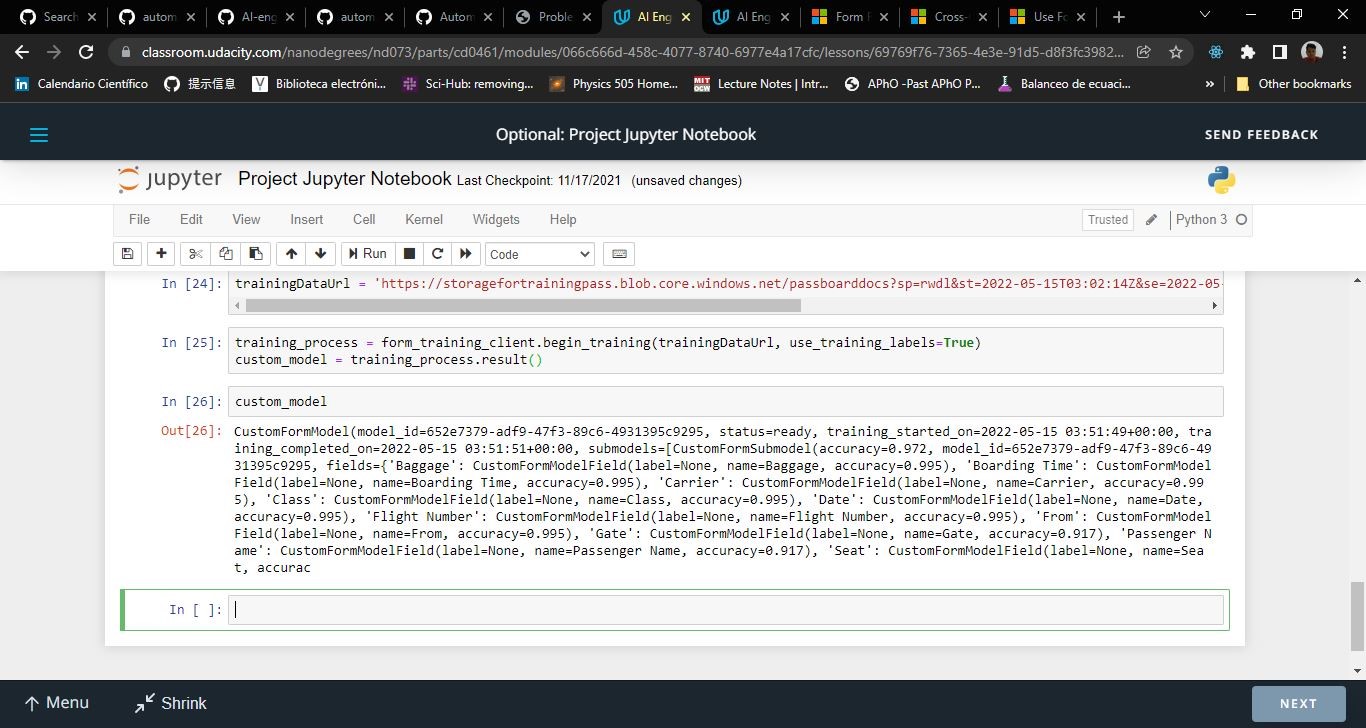 Search
autom
AI-eng
autom
Autom
Proble
AI Eng
AI Eng
Form F
Cross-
Use Fo
classroom.udacity.com/nanodegrees/nd073/parts/cd0461/modules/066c666d-458c-4077-8740-6977e4a17cfc/lessons/69769f76-7365-4e3e-91d5-d8f3fc3982...
Calendario Científico
提示信息
Biblioteca electróni...
Sci-Hub: removing...
Physics 505 Home...
Lecture Notes | Intr...
APhO -Past APhO P...
Balanceo de ecuaci...
»
Other bookmarks
Optional: Project Jupyter Notebook
SEND FEEDBACK
jupyter Project Jupyter Notebook Last Checkpoint: 11/17/2021 (unsaved changes)
File Edit View Insert Cell Kernel Widgets Help
Trusted
Python 3
Run
Code
In [24]: trainingDataUrl = 'https://storagefortrainingpass.blob.core.windows.net/passboarddocs?sp=rwdl&st=2022-05-15T03:02:14Z&se=2022-05-
In [25]: training_process = form_training_client.begin_training(trainingDataUrl, use_training_labels=True)
custom_model = training_process.result()
In [26]: custom_model
Out[26]: CustomFormModel(model_id=652e7379-adf9-47f3-89c6-4931395c9295, status=ready, training_started_on=2022-05-15 03:51:49+00:00, tra
ining_completed_on=2022-05-15 03:51:51+00:00, submodels=[CustomFormSubmodel(accuracy=0.972, model_id=652e7379-adf9-47f3-89c6-49
31395c9295, fields={'Baggage': CustomFormModelField(label=None, name=Baggage, accuracy=0.995), 'Boarding Time': CustomFormModel
Field(label=None, name=Boarding Time, accuracy=0.995), 'Carrier': CustomFormModelField(label=None, name=Carrier, accuracy=0.99
5), 'Class': CustomFormModelField(label=None, name=Class, accuracy=0.995), 'Date': CustomFormModelField(label=None, name=Date,
accuracy=0.995), 'Flight Number': CustomFormModelField(label=None, name=Flight Number, accuracy=0.995), 'From': CustomFormModel
Field(label=None, name=From, accuracy=0.995), 'Gate': CustomFormModelField(label=None, name=Gate, accuracy=0.917), 'Passenger N
ame': CustomFormModelField(label=None, name=Passenger Name, accuracy=0.917), 'Seat': CustomFormModelField(label=None, name=Sea
t, accurac
In [ ]:
Menu
Shrink
NEXT